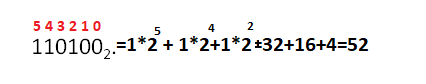 5 4 3 2 1 0
110100₂.=1*2⁵ + 1*2⁴+1*2²=32+16+4=52